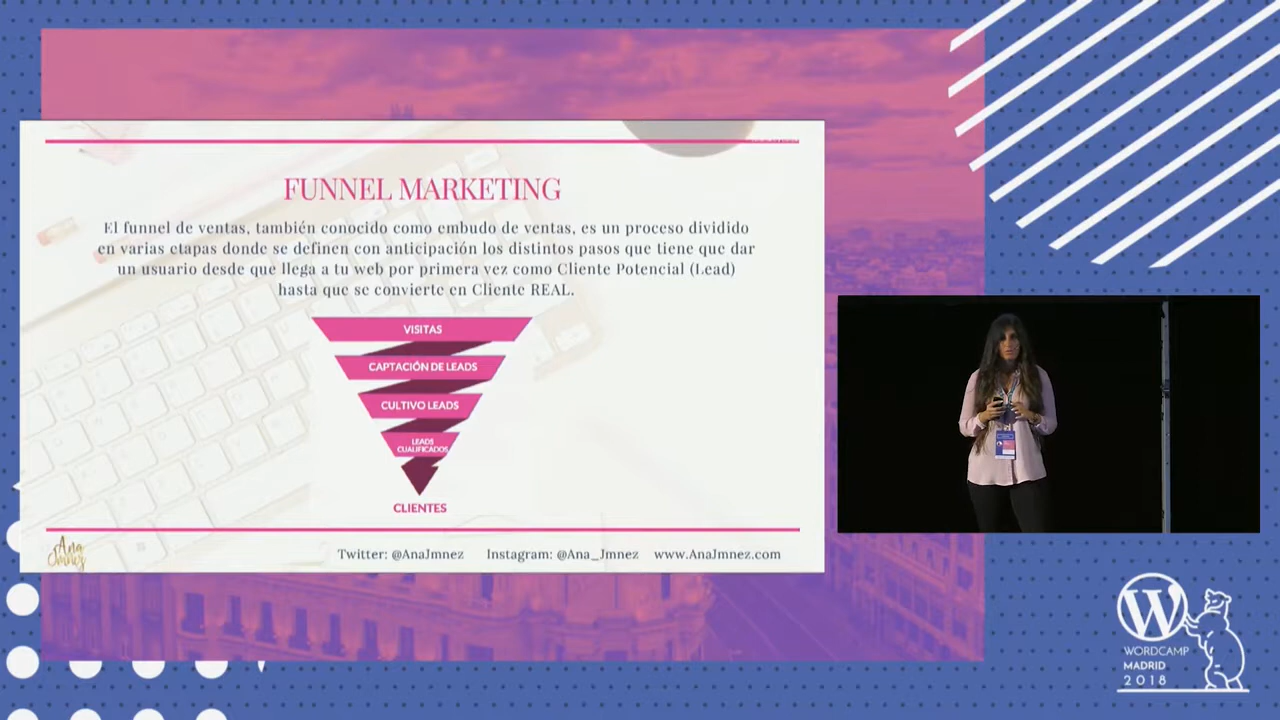 FUNNEL MARKETING
El funnel de ventas, también conocido como embudo de ventas, es un proceso dividido
en varias etapas donde se definen con anticipación los distintos pasos que tiene que dar
un usuario desde que llega a tu web por primera vez como Cliente Potencial (Lead)
hasta que se convierte en Cliente REAL.
VISITAS
CAPTACIÓN DE LEADS
CULTIVO LEADS
LEADS
CUALIFICADOS
CLIENTES
Ana
Jmnez
Twitter: @AnaJmnez Instagram: @Ana_Jmnez www.AnaJmnez.com
W
WORDCAMP
MADRID
2018